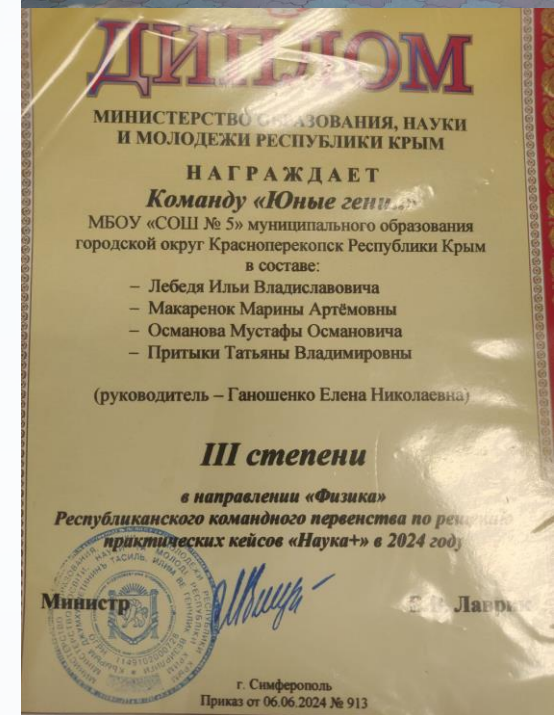 ДИПЛОМ
МИНИСТЕРСТВО ОБРАЗОВАНИЯ, НАУКИ
И МОЛОДЕЖИ РЕСПУБЛИКИ КРЫМ
НАГРАЖДАЕТ
Команду «Юные гении»
МБОУ «СОШ № 5» муниципального образования
городской округ Красноперекопск Республики Крым
в составе:
– Лебедя Ильи Владиславовича
– Макаренок Марины Артёмовны
– Османова Мустафы Османовича
– Притыки Татьяны Владимировны
(руководитель – Ганошенко Елена Николаевна)
III степени
в направлении «Физика»
Республиканского командного первенства по решению
практических кейсов «Наука+» в 2024 году
Министр
Лаврик
г. Симферополь
Приказ от 06.06.2024 № 913